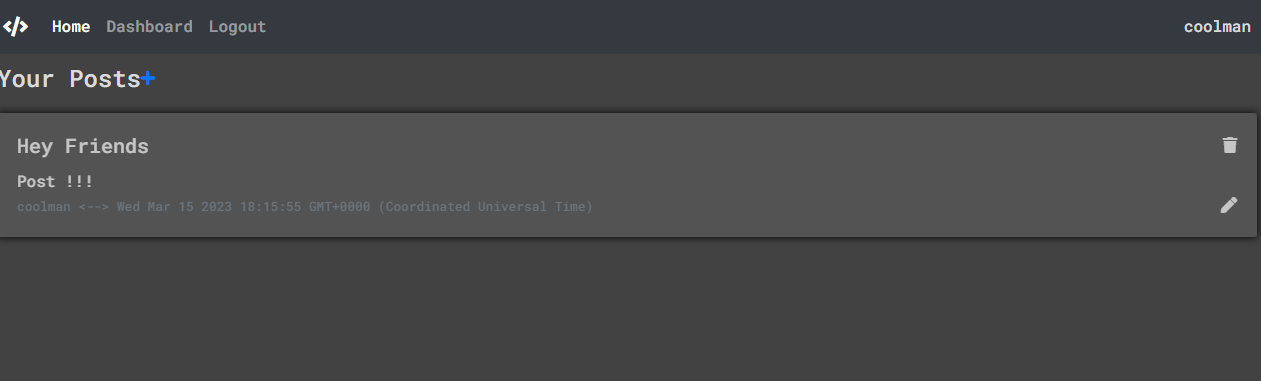 </> Home Dashboard Logout coolman
Your Posts+
Hey Friends
Post !!!
coolman <--> Wed Mar 15 2023 18:15:55 GMT+0000 (Coordinated Universal Time)